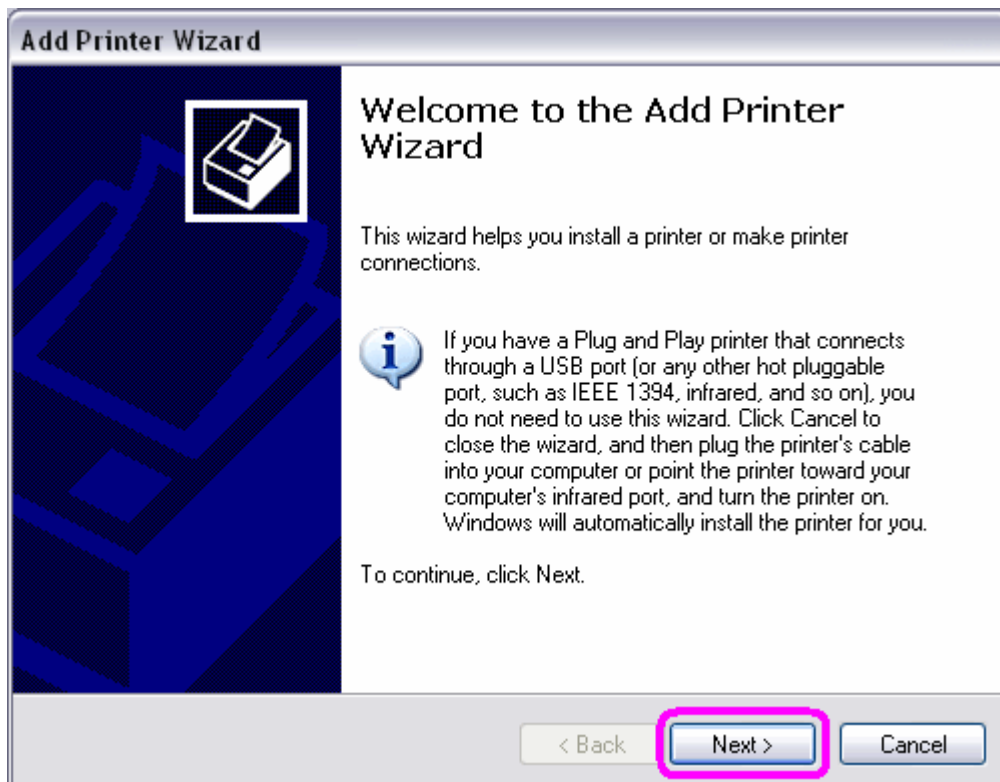 Add Printer Wizard
Welcome to the Add Printer
Wizard
This wizard helps you install a printer or make printer
connections.
If you have a Plug and Play printer that connects
through a USB port (or any other hot pluggable
port, such as IEEE 1394, infrared, and so on), you
do not need to use this wizard. Click Cancel to
close the wizard, and then plug the printer's cable
into your computer or point the printer toward your
computer's infrared port, and turn the printer on.
Windows will automatically install the printer for you.
To continue, click Next.
< Back Next > Cancel